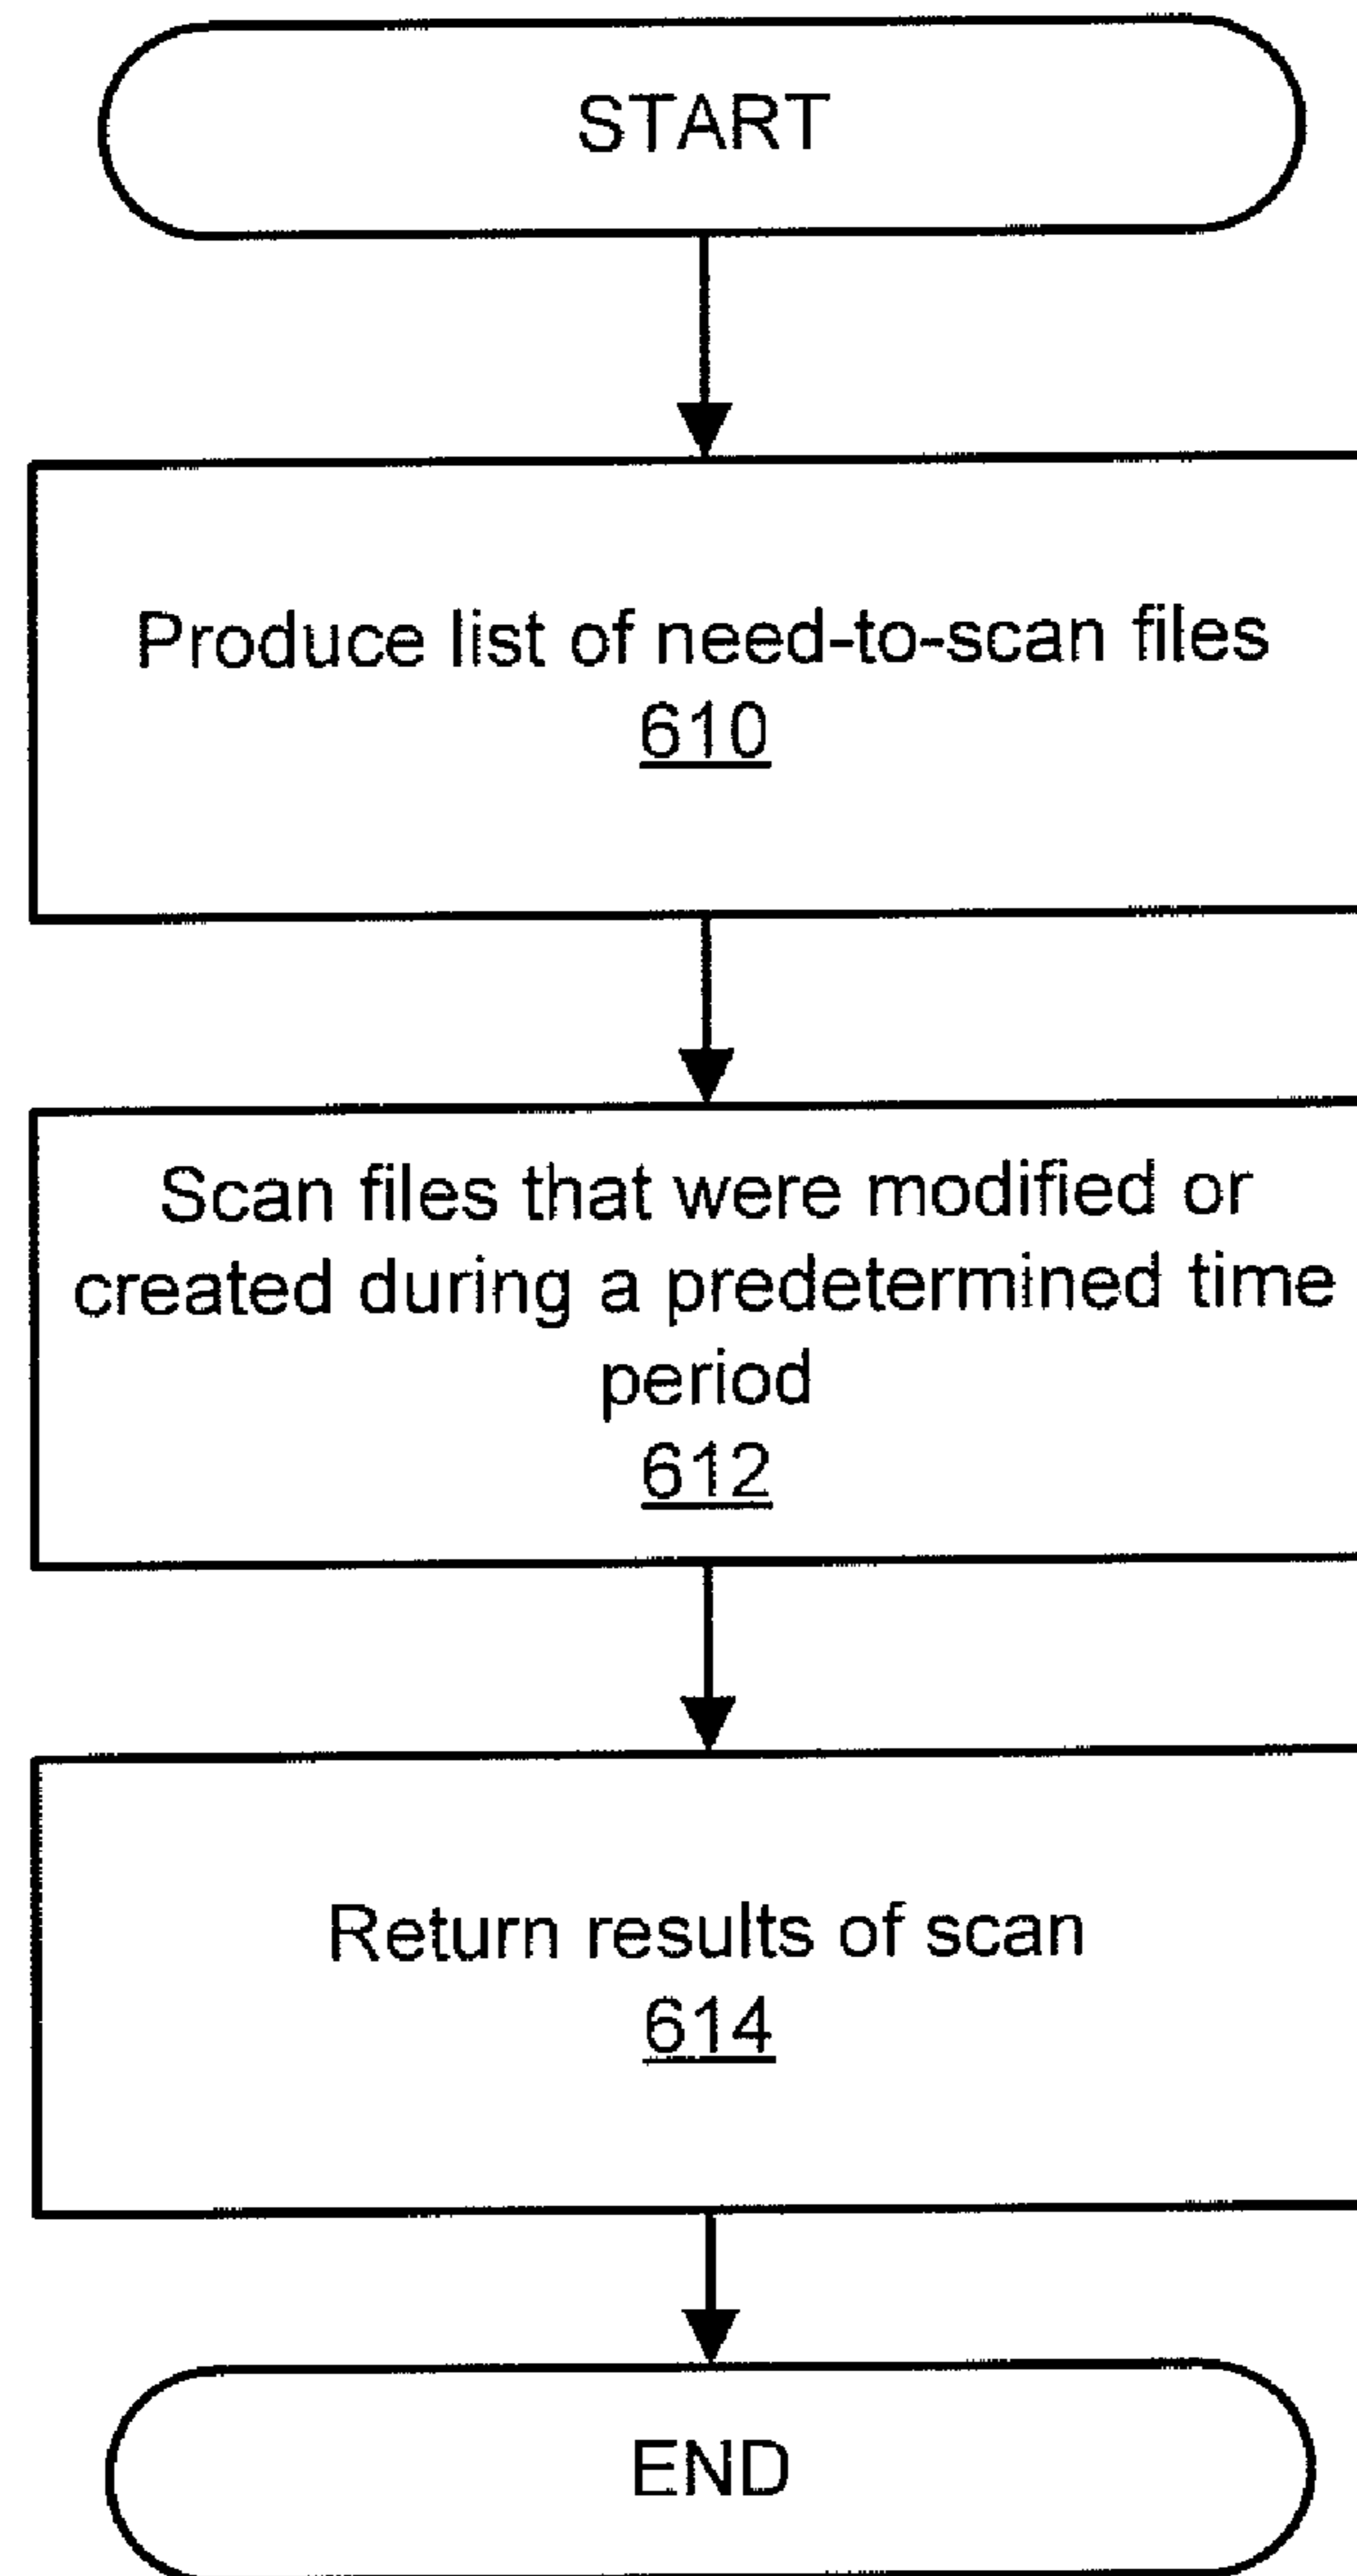 START
Produce list of need-to-scan files
610
Scan files that were modified or
created during a predetermined time
period
612
Return results of scan
614
END